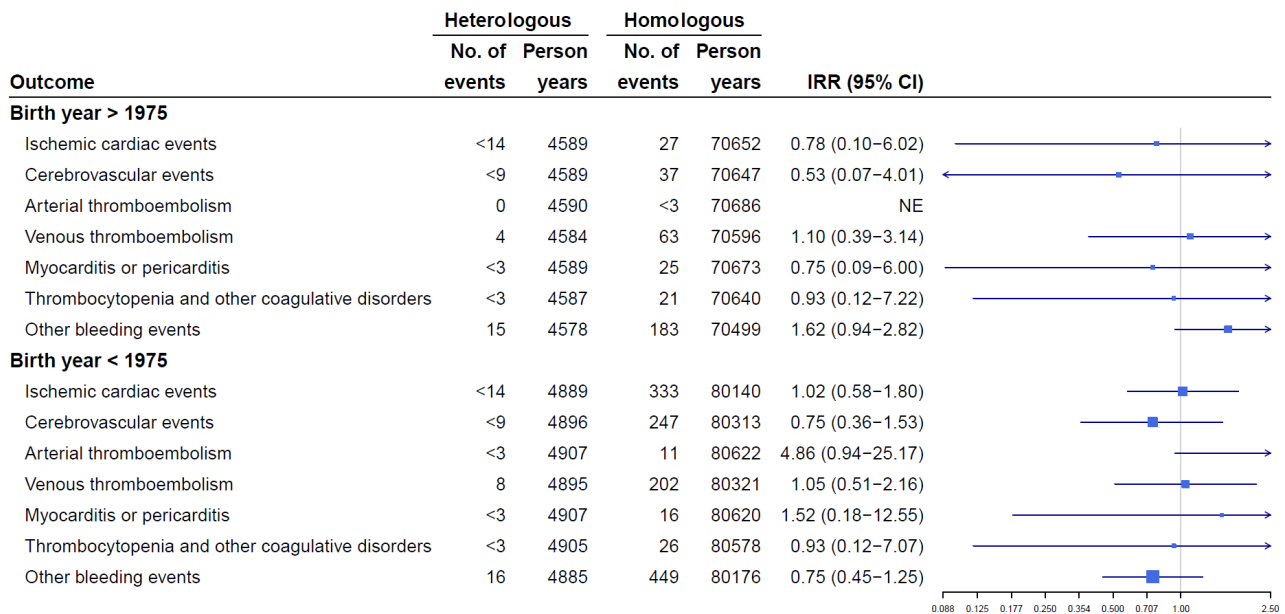 Heterologous Homologous
No. of Person No. of Person
Outcome events years events years IRR (95% CI)
Birth year > 1975
Ischemic cardiac events <14 4589 27 70652 0.78 (0.10−6.02)
Cerebrovascular events <9 4589 37 70647 0.53 (0.07−4.01)
Arterial thromboembolism 0 4590 <3 70686 NE
Venous thromboembolism 4 4584 63 70596 1.10 (0.39−3.14)
Myocarditis or pericarditis <3 4589 25 70673 0.75 (0.09−6.00)
Thrombocytopenia and other coagulative disorders <3 4587 21 70640 0.93 (0.12−7.22)
Other bleeding events 15 4578 183 70499 1.62 (0.94−2.82)
Birth year < 1975
Ischemic cardiac events <14 4889 333 80140 1.02 (0.58−1.80)
Cerebrovascular events <9 4896 247 80313 0.75 (0.36−1.53)
Arterial thromboembolism <3 4907 11 80622 4.86 (0.94−25.17)
Venous thromboembolism 8 4895 202 80321 1.05 (0.51−2.16)
Myocarditis or pericarditis <3 4907 16 80620 1.52 (0.18−12.55)
Thrombocytopenia and other coagulative disorders <3 4905 26 80578 0.93 (0.12−7.07)
Other bleeding events 16 4885 449 80176 0.75 (0.45−1.25)
0.088 0.125 0.177 0.250 0.354 0.500 0.707 1.00 2.50